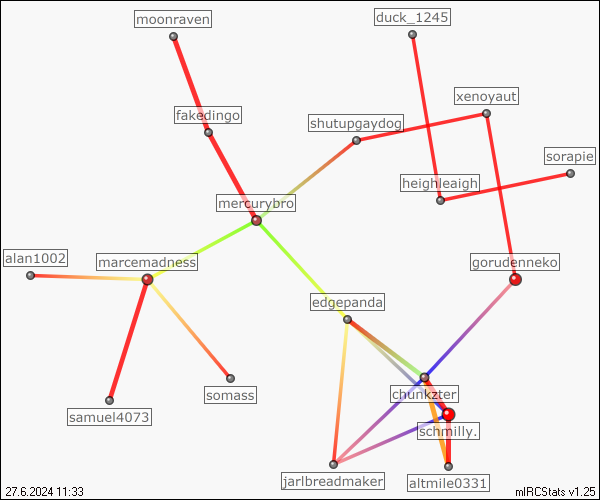 moonraven
duck_1245
xenoyaut
fakedingo
shutupgaydog
sorapie
heighleaigh
mercurybro
alan1002
marcemadness
gorudenneko
edgepanda
somass
chunkzter
samuel4073
schmilly.
jarlbreadmaker
altmile0331
27.6.2024 11:33
mIRCStats v1.25